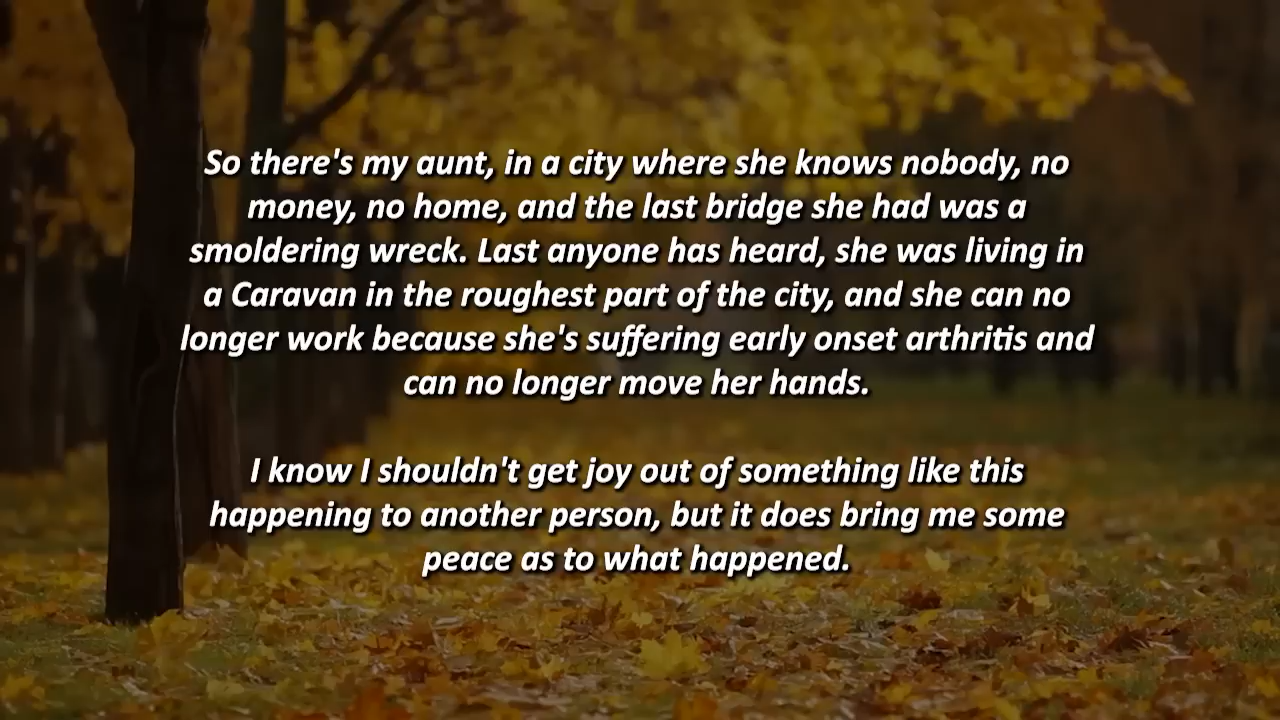 So there's my aunt, in a city where she knows nobody, no
money, no home, and the last bridge she had was a
smoldering wreck. Last anyone has heard, she was living in
a Caravan in the roughest part of the city, and she can no
longer work because she's suffering early onset arthritis and
can no longer move her hands.
I know I shouldn't get joy out of something like this
happening to another person, but it does bring me some
peace as to what happened.